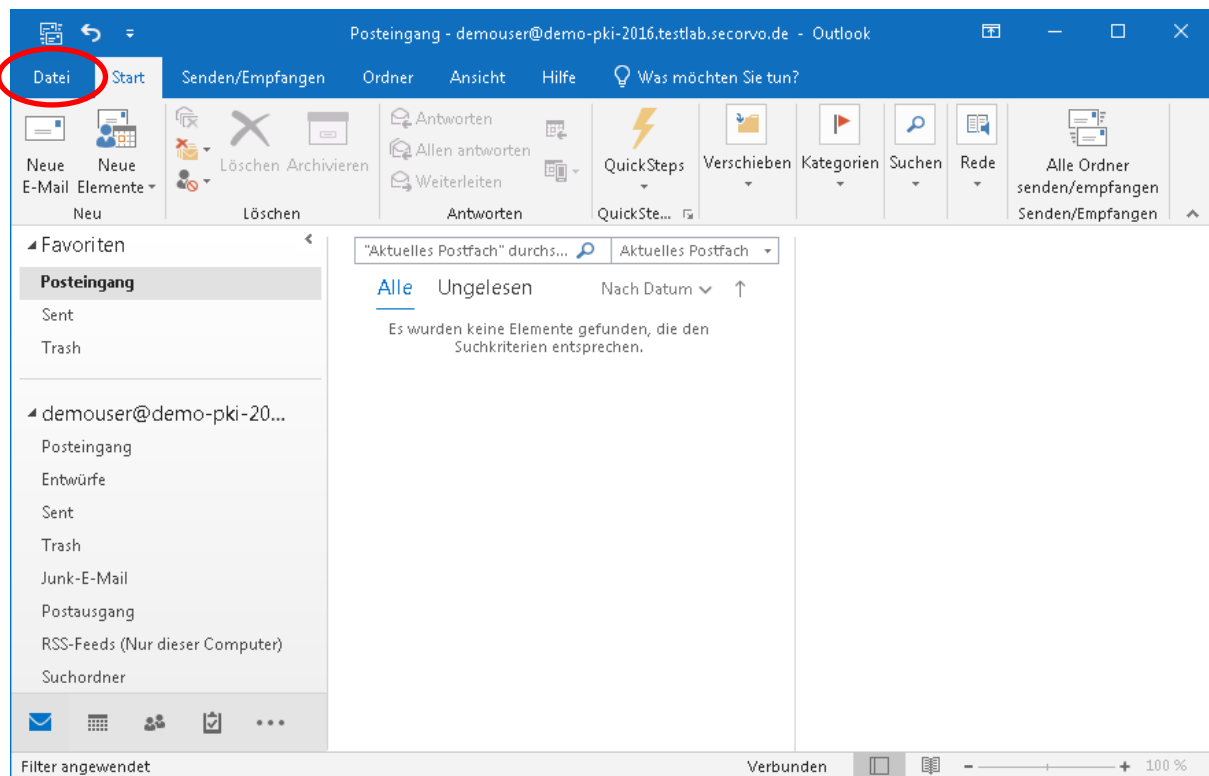 Posteingang - demouser@demo-pki-2016.testlab.secorvo.de - Outlook
Datei Start Senden/Empfangen Ordner Ansicht Hilfe Was möchten Sie tun?
Neue E-Mail
Neue Elemente
Neu
Löschen
Archivieren
Löschen
Antworten
Allen antworten
Weiterleiten
Antworten
QuickSteps
QuickSte...
Verschieben
Kategorien
Suchen
Rede
Alle Ordner
senden/empfangen
Senden/Empfangen
Favoriten
Posteingang
Sent
Trash
demouser@demo-pki-20...
Posteingang
Entwürfe
Sent
Trash
Junk-E-Mail
Postausgang
RSS-Feeds (Nur dieser Computer)
Suchordner
"Aktuelles Postfach" durchs... Aktuelles Postfach
Alle Ungelesen Nach Datum
Es wurden keine Elemente gefunden, die den
Suchkriterien entsprechen.
Filter angewendet Verbunden 100 %